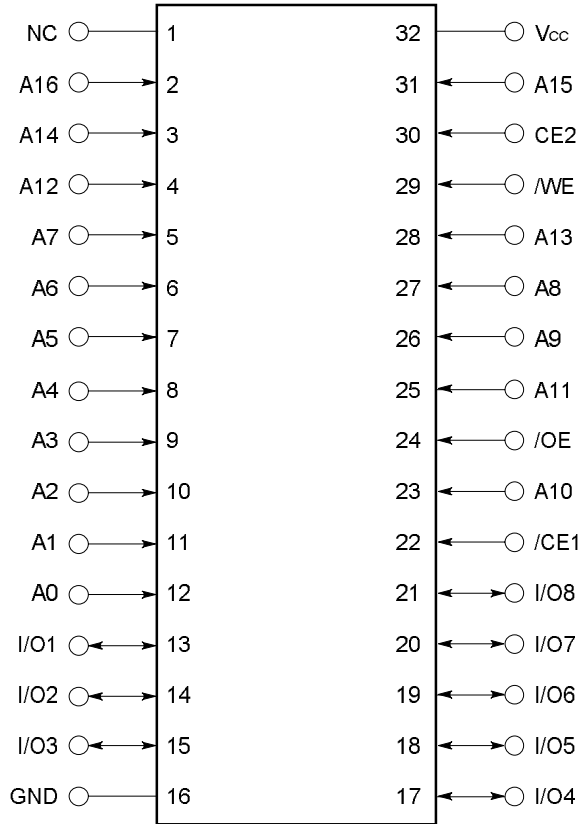 NC 1 32 Vcc
A16 2 31 A15
A14 3 30 CE2
A12 4 29 /WE
A7 5 28 A13
A6 6 27 A8
A5 7 26 A9
A4 8 25 A11
A3 9 24 /OE
A2 10 23 A10
A1 11 22 /CE1
A0 12 21 I/O8
I/O1 13 20 I/O7
I/O2 14 19 I/O6
I/O3 15 18 I/O5
GND 16 17 I/O4